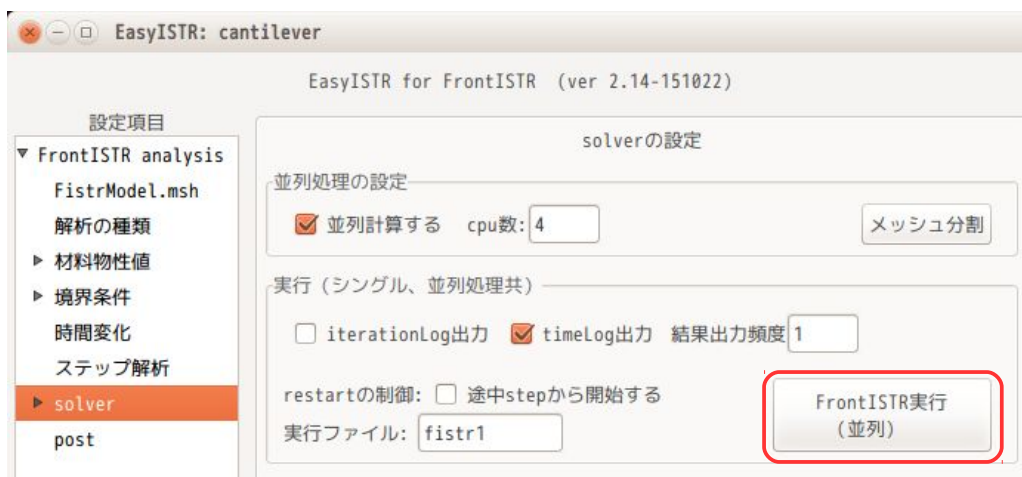 EasyISTR: cantilever
EasyISTR for FrontISTR (ver 2.14-151022)
設定項目
FrontISTR analysis
FistrModel.msh
解析の種類
材料物性値
境界条件
時間変化
ステップ解析
solver
post
solverの設定
並列処理の設定
並列計算する cpu数: 4 メッシュ分割
実行 (シングル、並列処理共)
iterationLog出力 timeLog出力 結果出力頻度 1
restartの制御: 途中stepから開始する
実行ファイル: fistr1
FrontISTR実行
(並列)